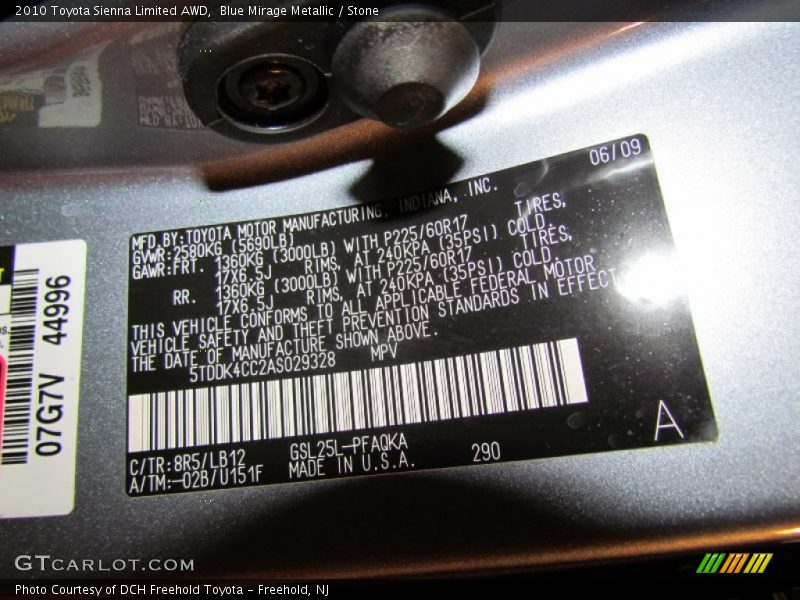 2010 Toyota Sienna Limited AWD,  Blue Mirage Metallic / Stone
06/09
MFD.BY:TOYOTA MOTOR MANUFACTURING, INDIANA, INC.
GVWR:2580KG (5690LB)
GAWR:FRT. 1360KG (3000LB) WITH P225/60R17 TIRES,
17X6.5J RIMS, AT 240KPA (35PSI) COLD.
RR. 1360KG (3000LB) WITH P225/60R17 TIRES,
17X6.5J RIMS, AT 240KPA (35PSI) COLD.
THIS VEHICLE CONFORMS TO ALL APPLICABLE FEDERAL MOTOR
VEHICLE SAFETY AND THEFT PREVENTION STANDARDS IN EFFECT
THE DATE OF MANUFACTURE SHOWN ABOVE.
5TDDK4CC2AS029328 MPV
C/TR:8R5/LB12 GSL25L-PFAQKA 290
A/TM:-02B/U151F MADE IN U.S.A.
A
07G7V 44996
GTCARLOT.COM
Photo Courtesy of DCH Freehold Toyota - Freehold, NJ